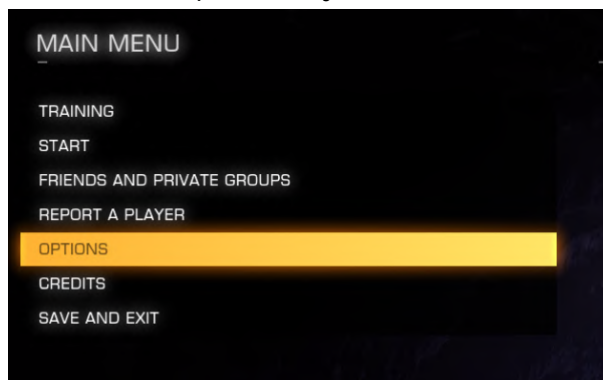 MAIN MENU
TRAINING
START
FRIENDS AND PRIVATE GROUPS
REPORT A PLAYER
OPTIONS
CREDITS
SAVE AND EXIT